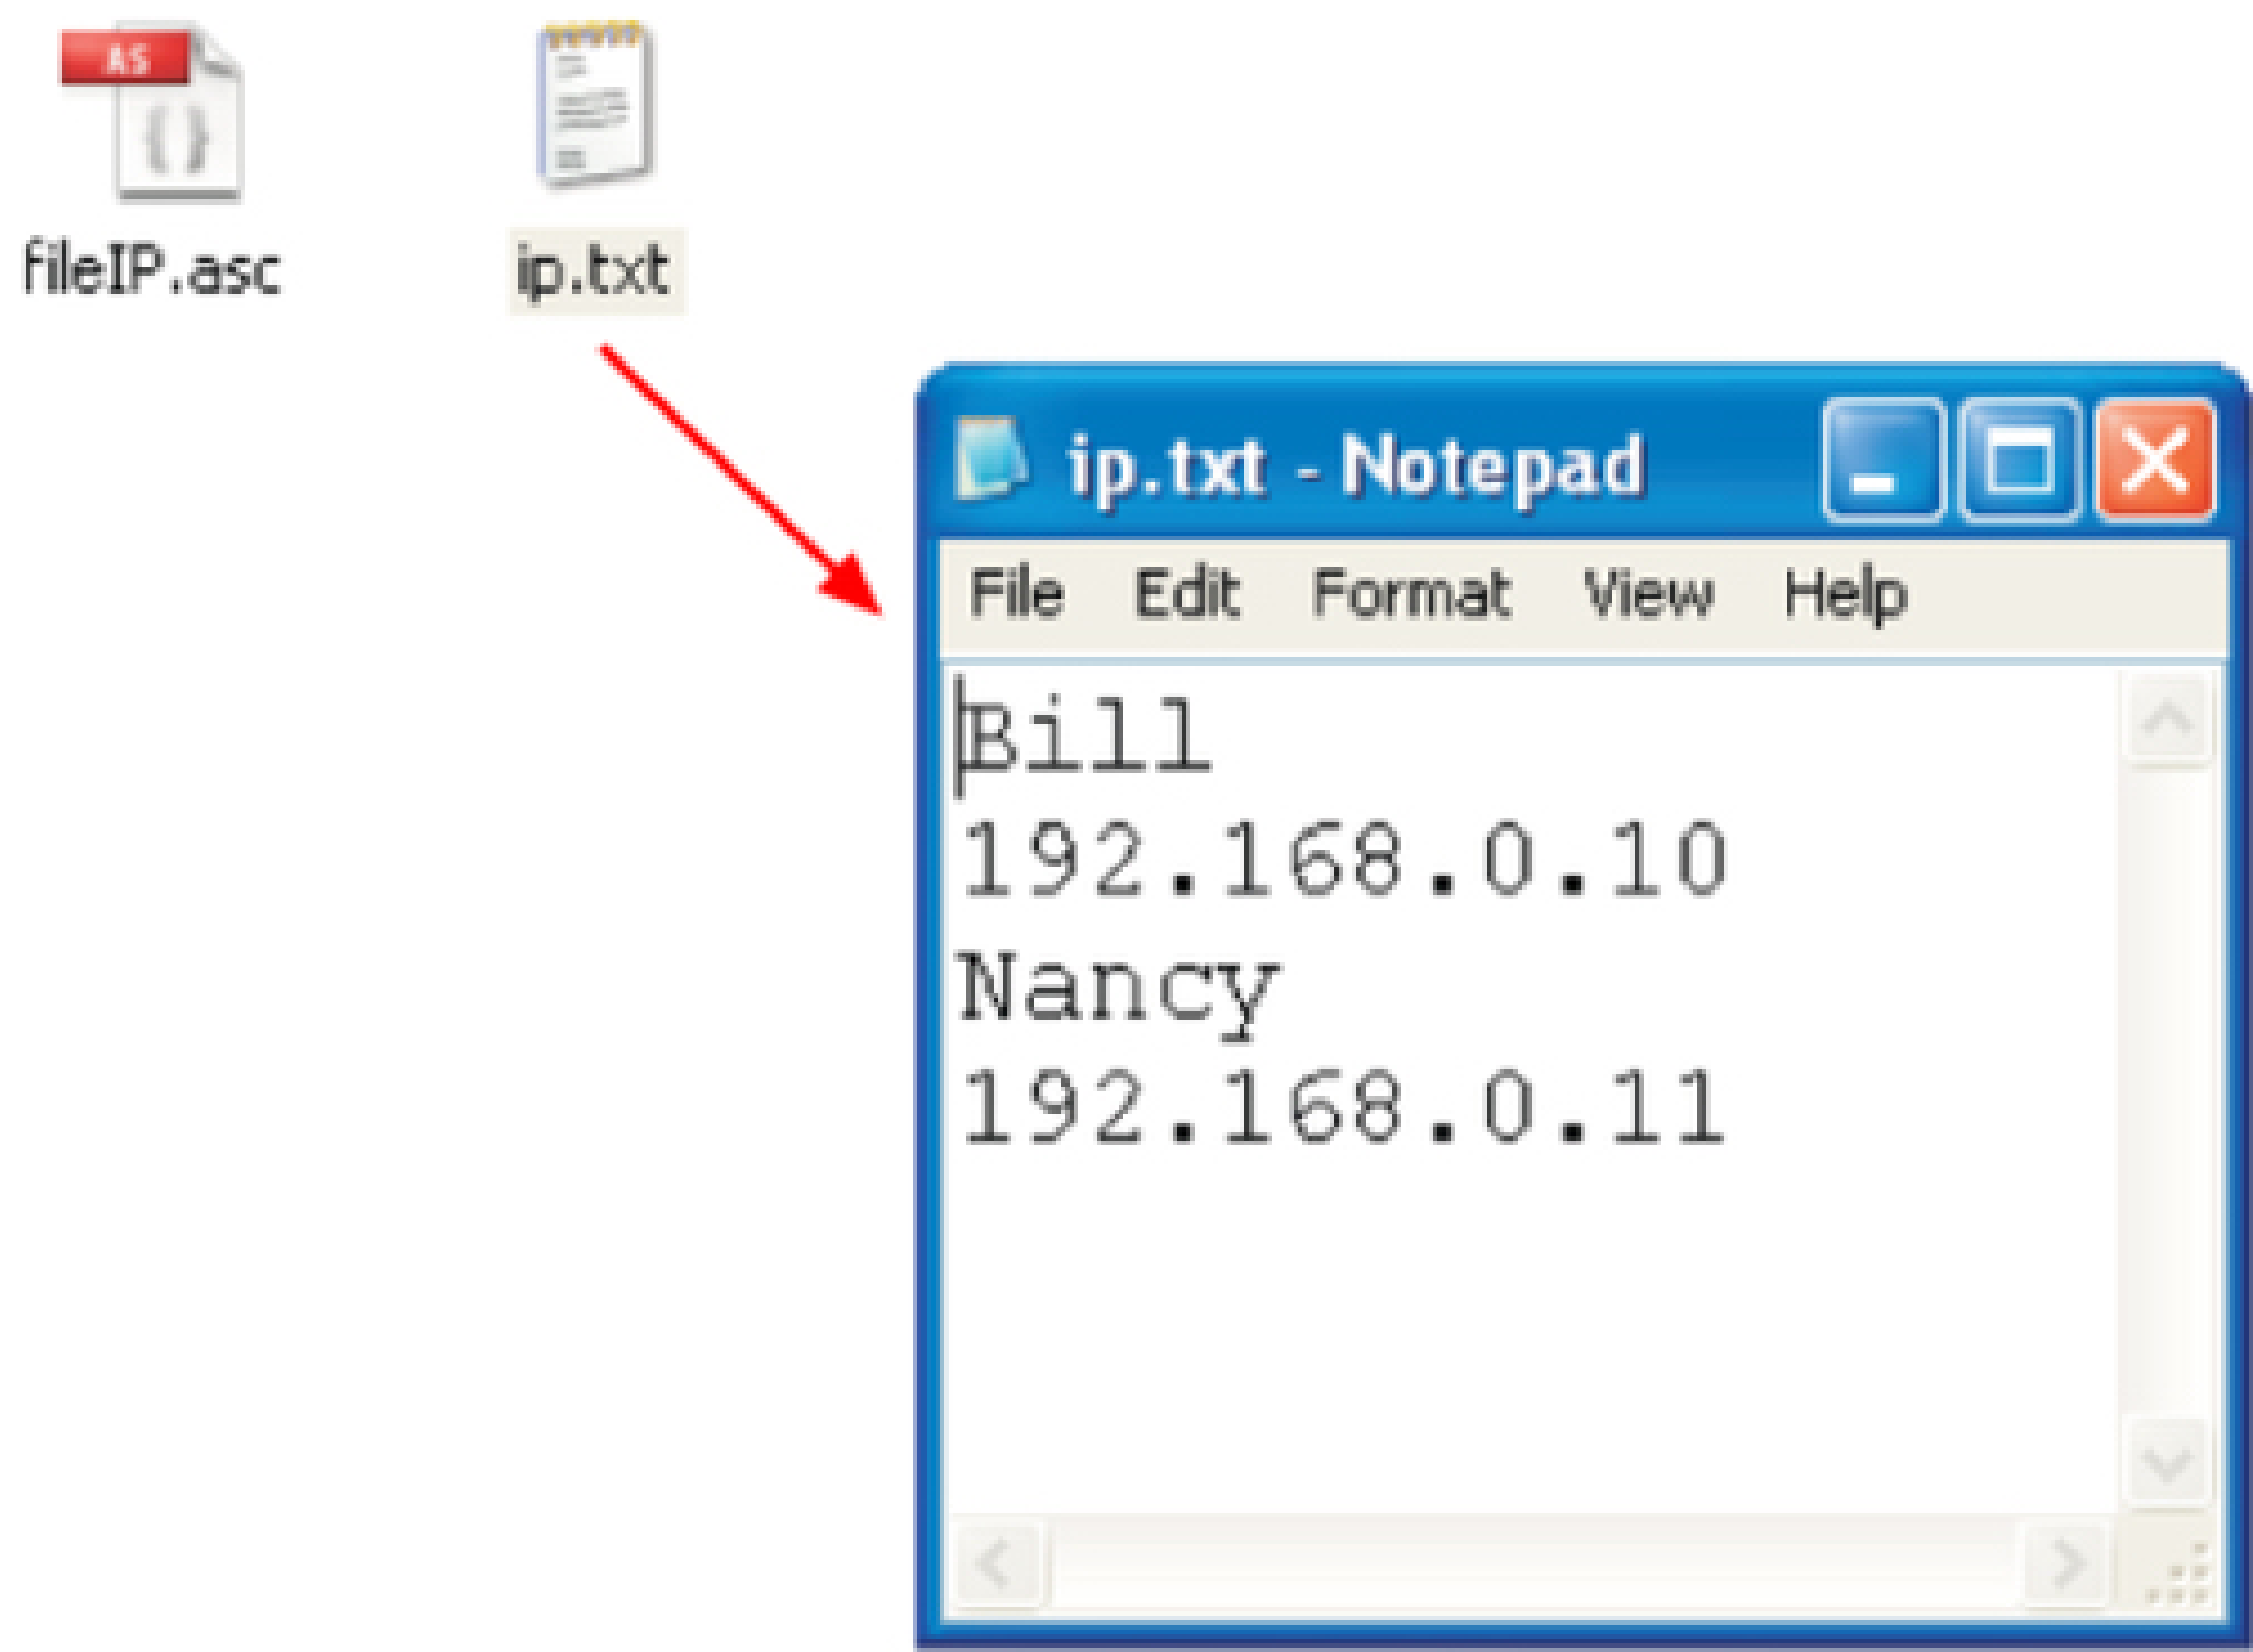 AS
{ }
fileIP.asc
ip.txt
ip.txt - Notepad
File Edit Format View Help
Bill
192.168.0.10
Nancy
192.168.0.11